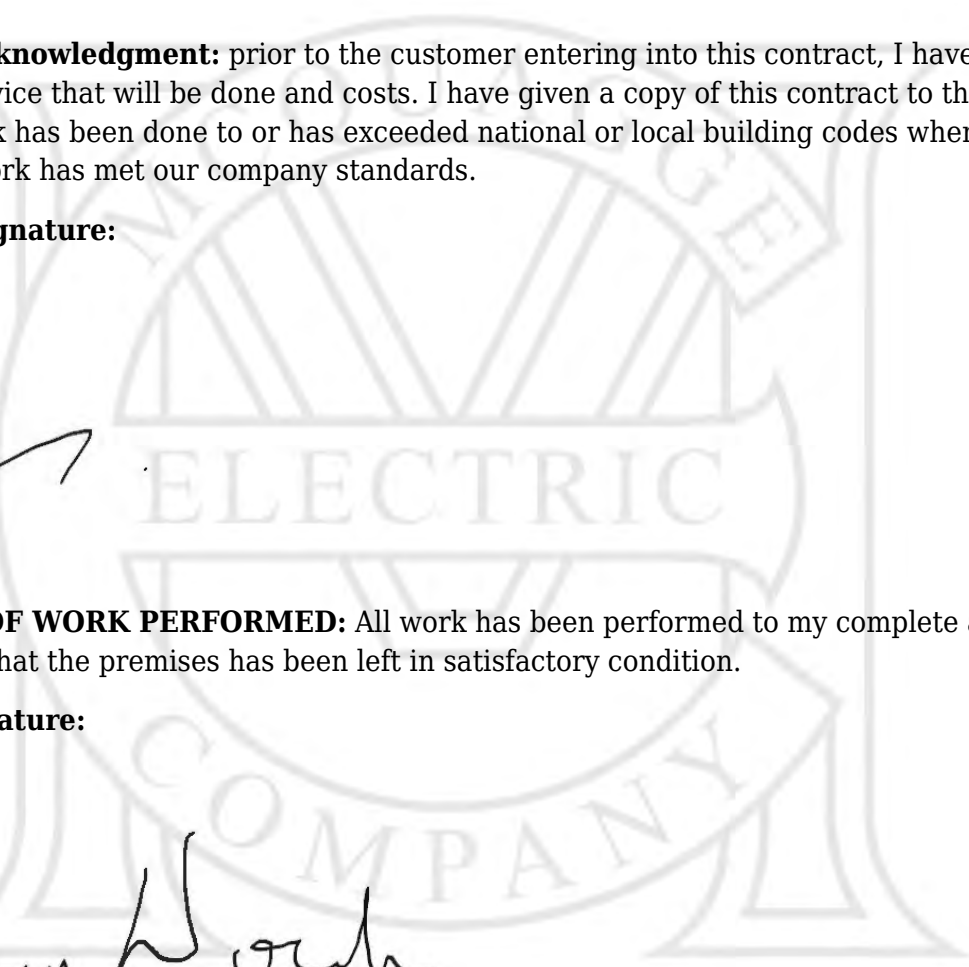 knowledgment: prior to the customer entering into this contract, I have
vice that will be done and costs. I have given a copy of this contract to th
k has been done to or has exceeded national or local building codes when
ork has met our company standards.
gnature:
MCQUAGGE
ELECTRIC
OF WORK PERFORMED: All work has been performed to my complete
hat the premises has been left in satisfactory condition.
ature:
COMPANY